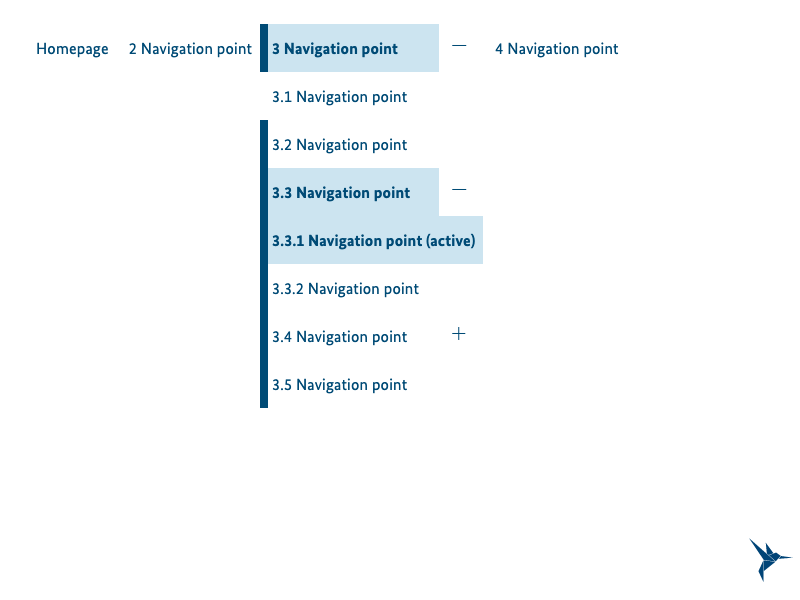 Homepage 2 Navigation point 3 Navigation point — 4 Navigation point
3.1 Navigation point
3.2 Navigation point
3.3 Navigation point —
3.3.1 Navigation point (active)
3.3.2 Navigation point
3.4 Navigation point +
3.5 Navigation point